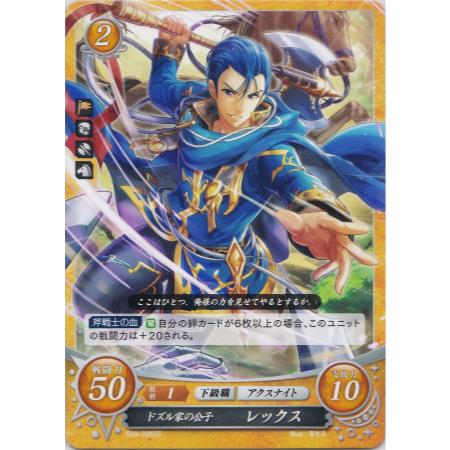 2
ここはひとつ、俺様の力を見せてやるとするか。
斧戦士の血 常 自分の絆カードが6枚以上の場合、このユニット
の戦闘力は+20される。
戦闘力
50
射程
1
下級職
アクスナイト
支援力
10
ドズル家の公子
レックス